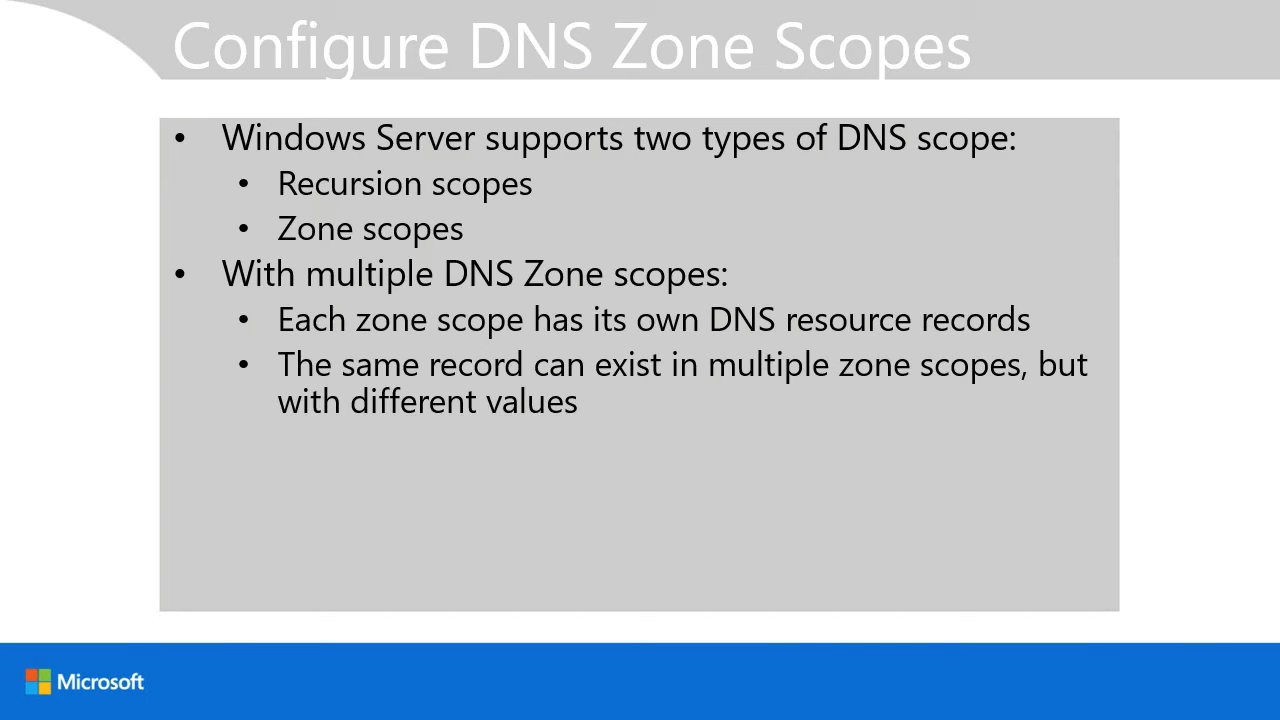 Configure DNS Zone Scopes
• Windows Server supports two types of DNS scope:
• Recursion scopes
• Zone scopes
• With multiple DNS Zone scopes:
• Each zone scope has its own DNS resource records
• The same record can exist in multiple zone scopes, but
with different values
Microsoft